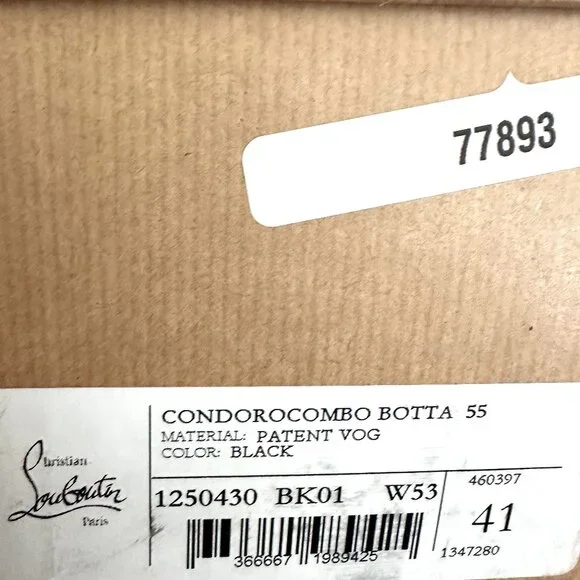 77893
CONDOROCOMBO BOTTA 55
MATERIAL: PATENT VOG
COLOR: BLACK
Christian
Louboutin
Paris
1250430 BK01 W53
460397
41
366667 1989425
1347280